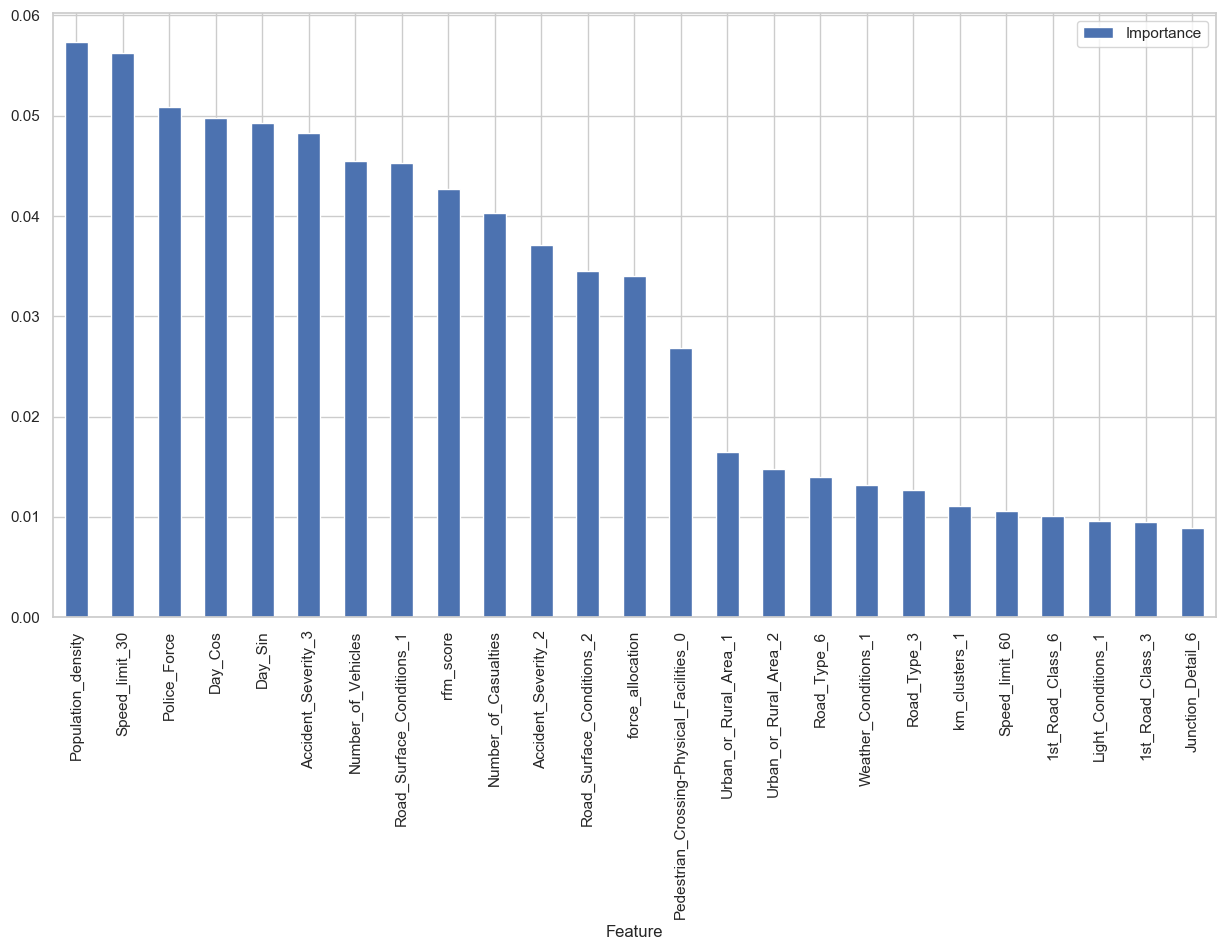 0.06
0.05
0.04
0.03
0.02
0.01
0.00
Importance
Population_density
Speed_limit_30
Police_Force
Day_Cos
Day_Sin
Accident_Severity_3
Number_of_Vehicles
Road_Surface_Conditions_1
rfm_score
Number_of_Casualties
Accident_Severity_2
Road_Surface_Conditions_2
force_allocation
Pedestrian_Crossing-Physical_Facilities_0
Urban_or_Rural_Area_1
Urban_or_Rural_Area_2
Road_Type_6
Weather_Conditions_1
Road_Type_3
km_clusters_1
Speed_limit_60
1st_Road_Class_6
Light_Conditions_1
1st_Road_Class_3
Junction_Detail_6
Feature